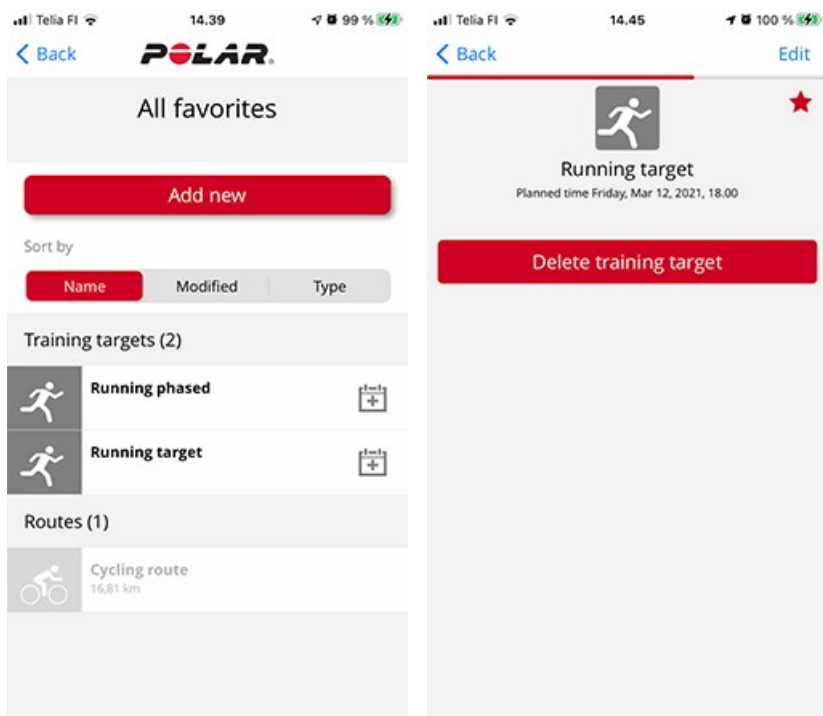 Telia FI 14.39 99 %
Back POLAR.
All favorites
Add new
Sort by
Name Modified Type
Training targets (2)
Running phased
Running target
Routes (1)
Cycling route
16,81 km
Telia FI 14.45 100 %
Back Edit
Running target
Planned time Friday, Mar 12, 2021, 18.00
Delete training target